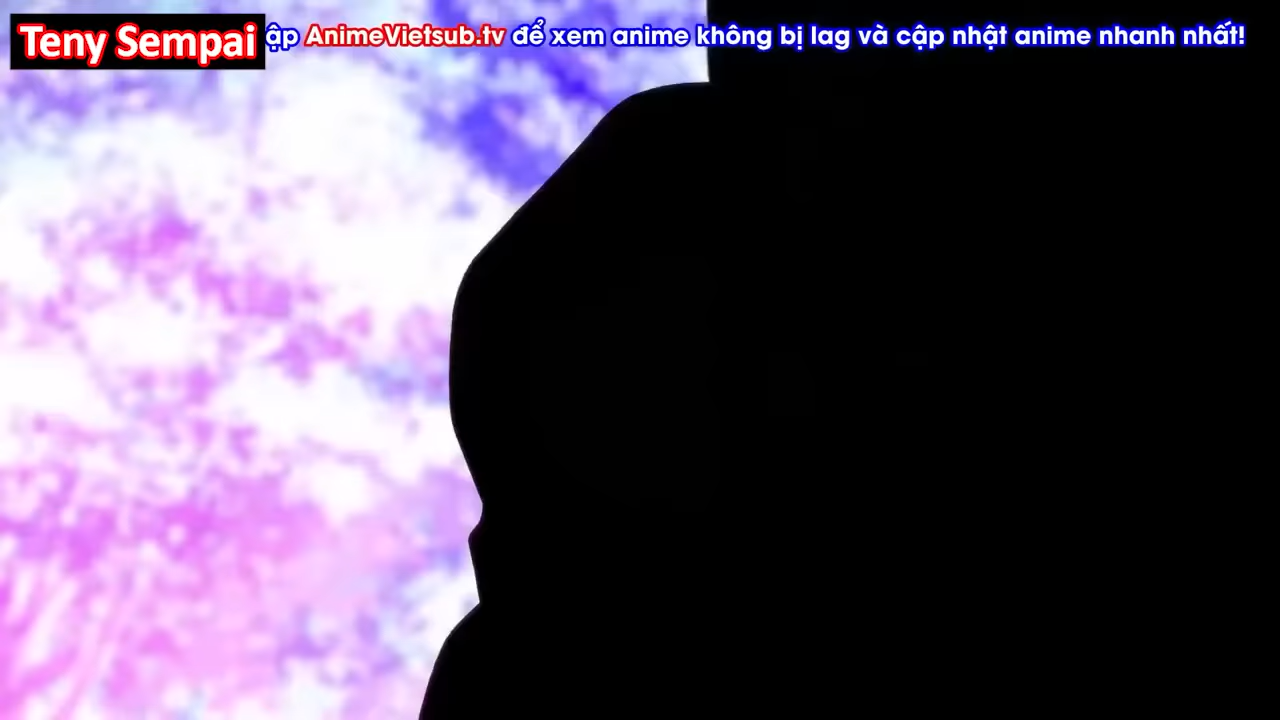 Teny Sempai ập AnimeVietsub.tv để xem anime không bị lag và cập nhật anime nhanh nhất!